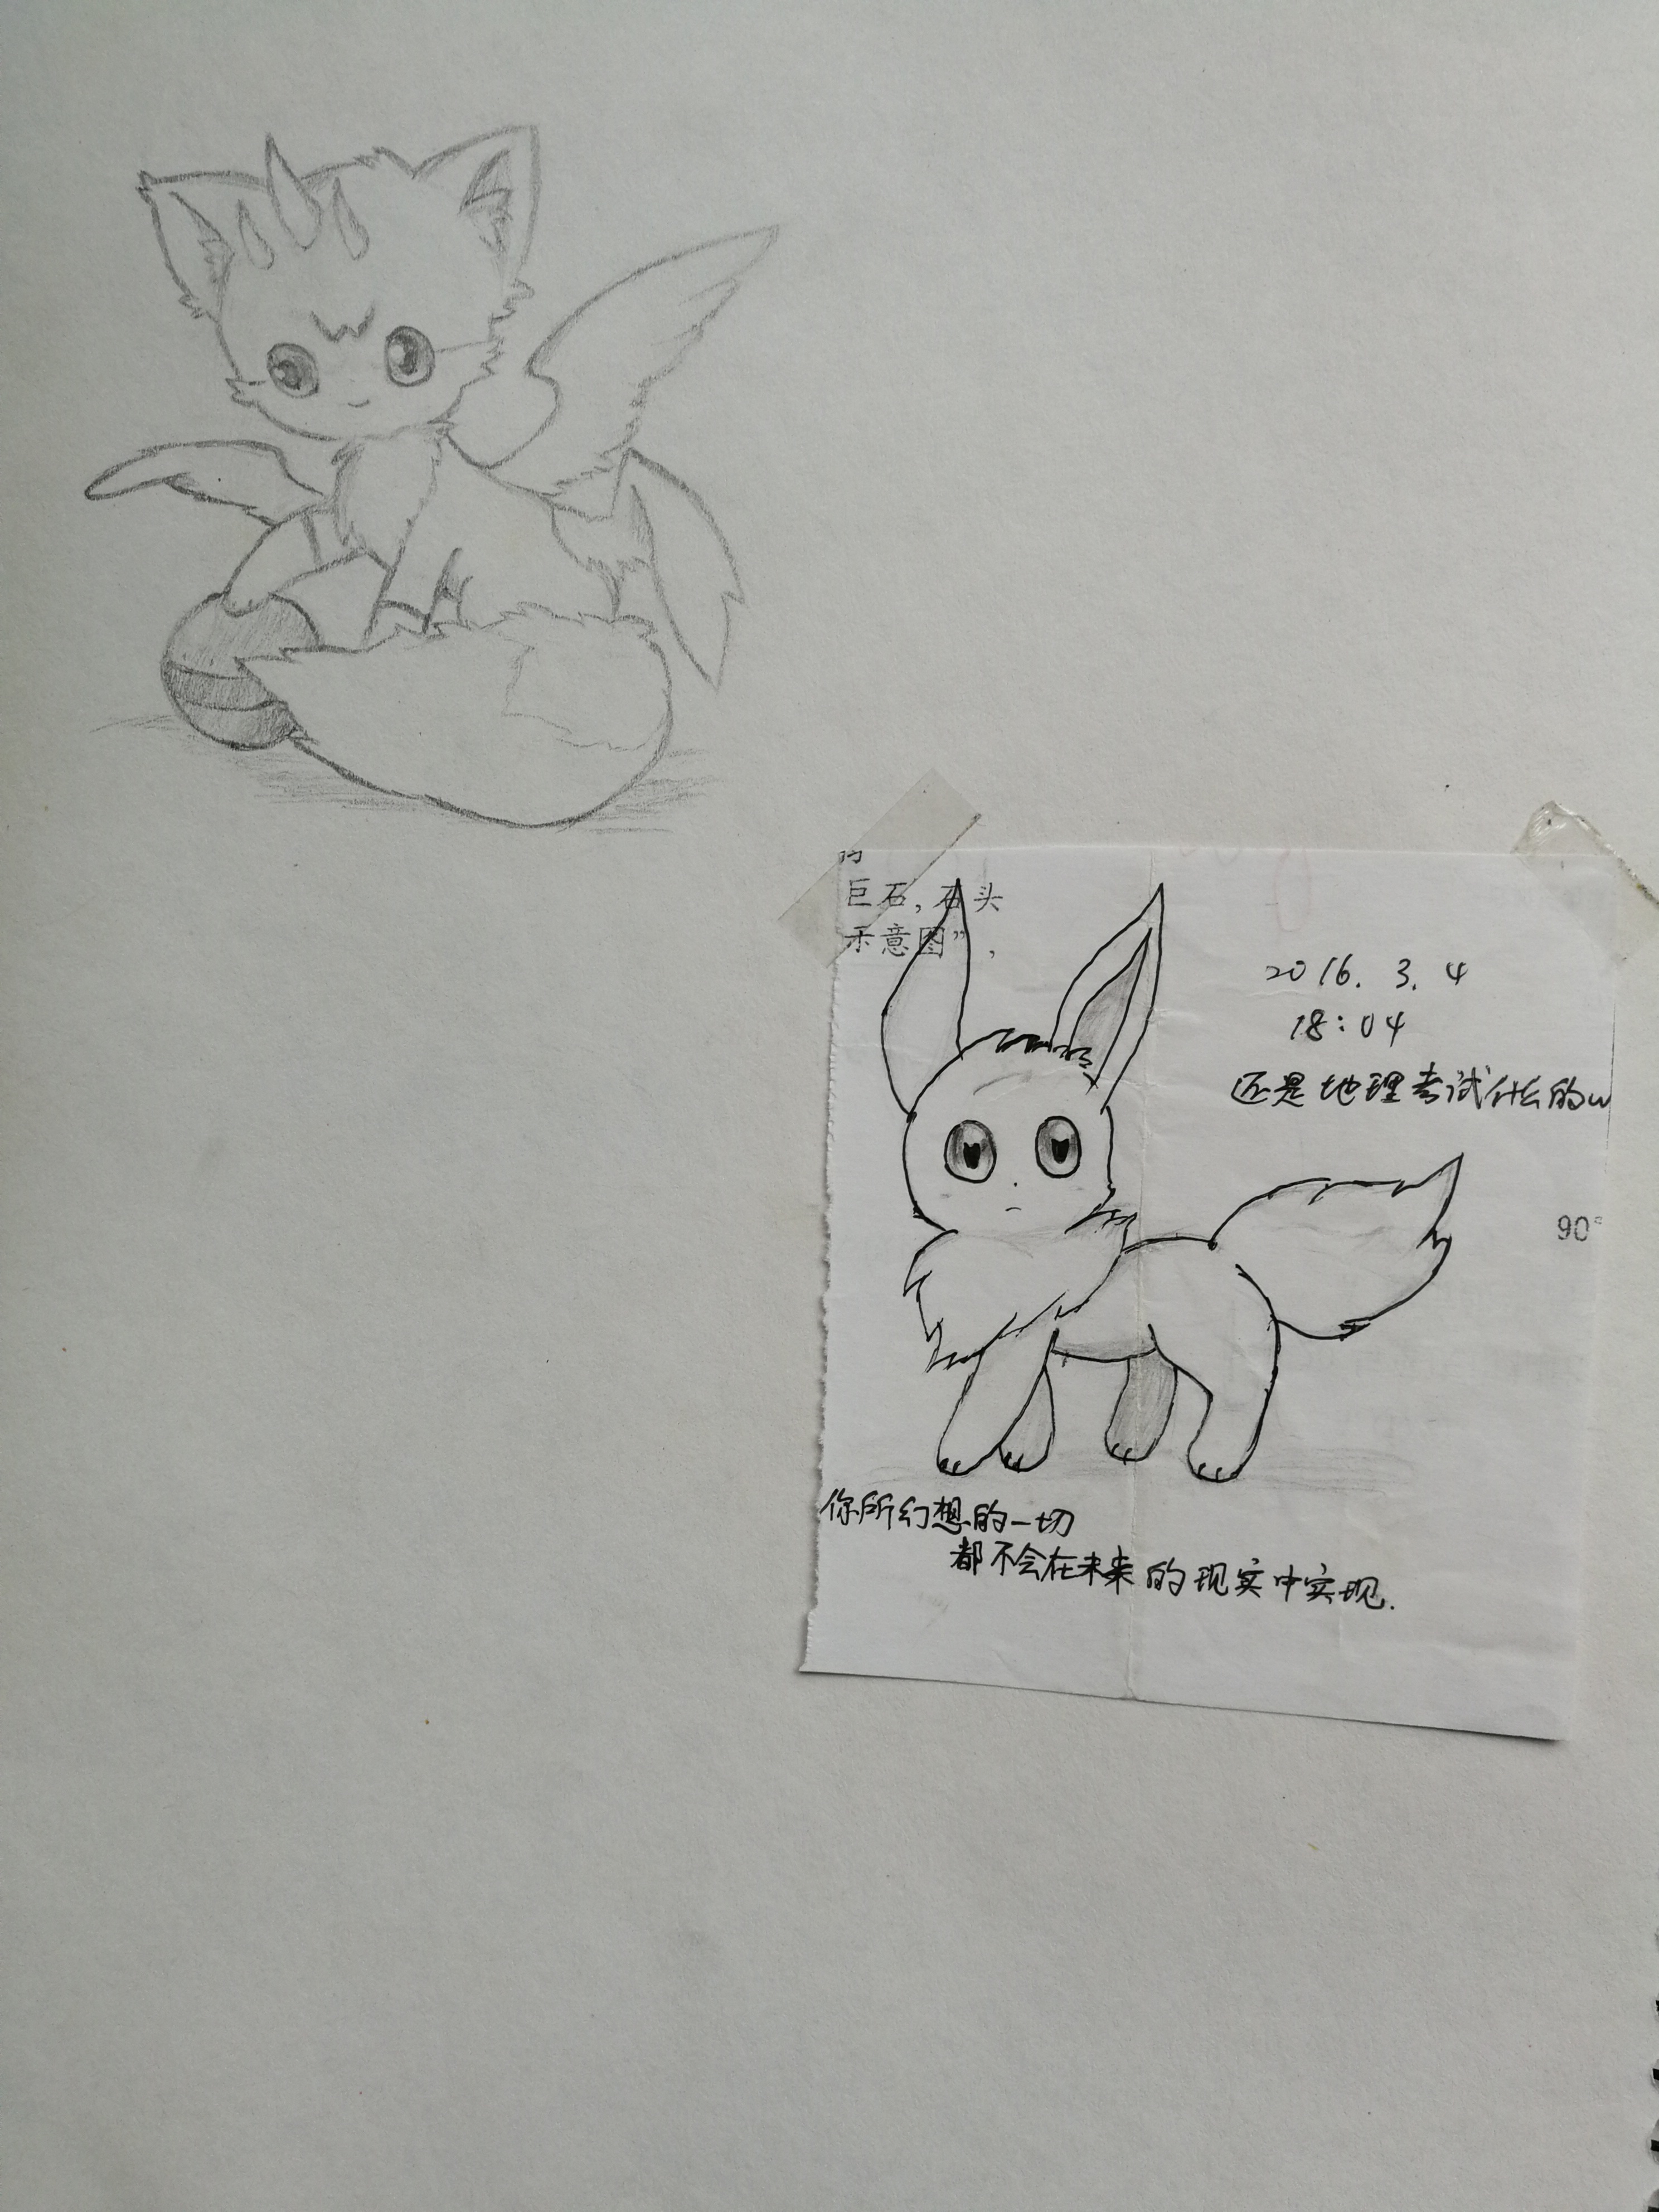 巨石，石头
示意图”，
2016. 3. 4
18:04
还是地理考试什么的w
90°
你所幻想的一切
都不会在未来的现实中实现.